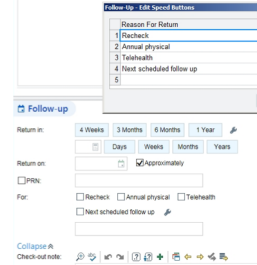 Follow-Up - Edit Speed Buttons
Reason For Return
1 Recheck
2 Annual physical
3 Telehealth
4 Next scheduled follow up
5
Follow-up
Return in: 4 Weeks 3 Months 6 Months 1 Year
Days Weeks Months Years
Return on: Approximately
PRN:
For: Recheck Annual physical Telehealth
Next scheduled follow up
Collapse
Check-out note: